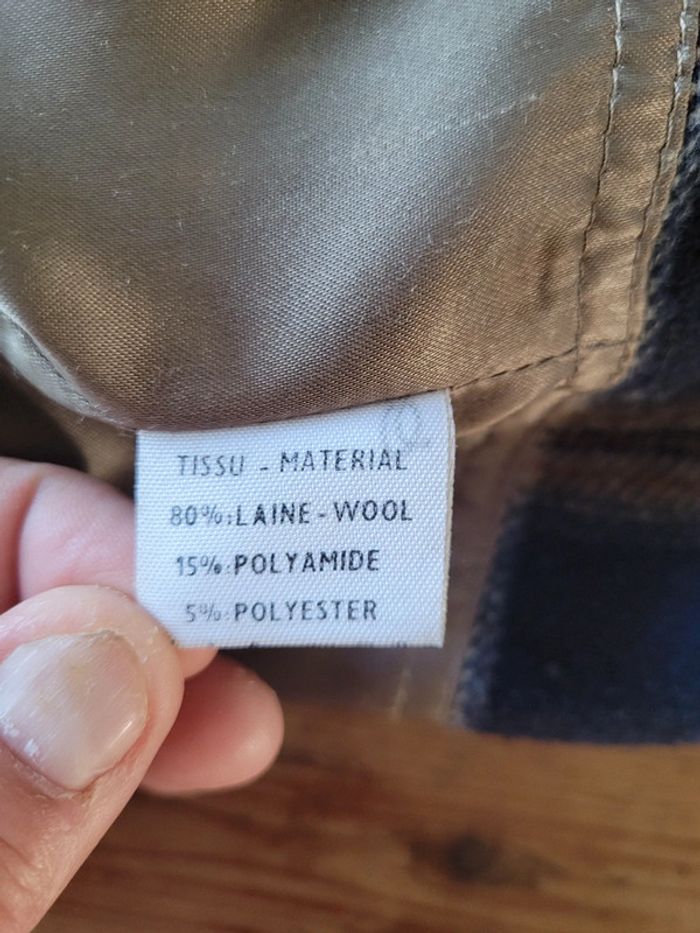 TISSU - MATERIAL
80% LAINE - WOOL
15% POLYAMIDE
5% POLYESTER